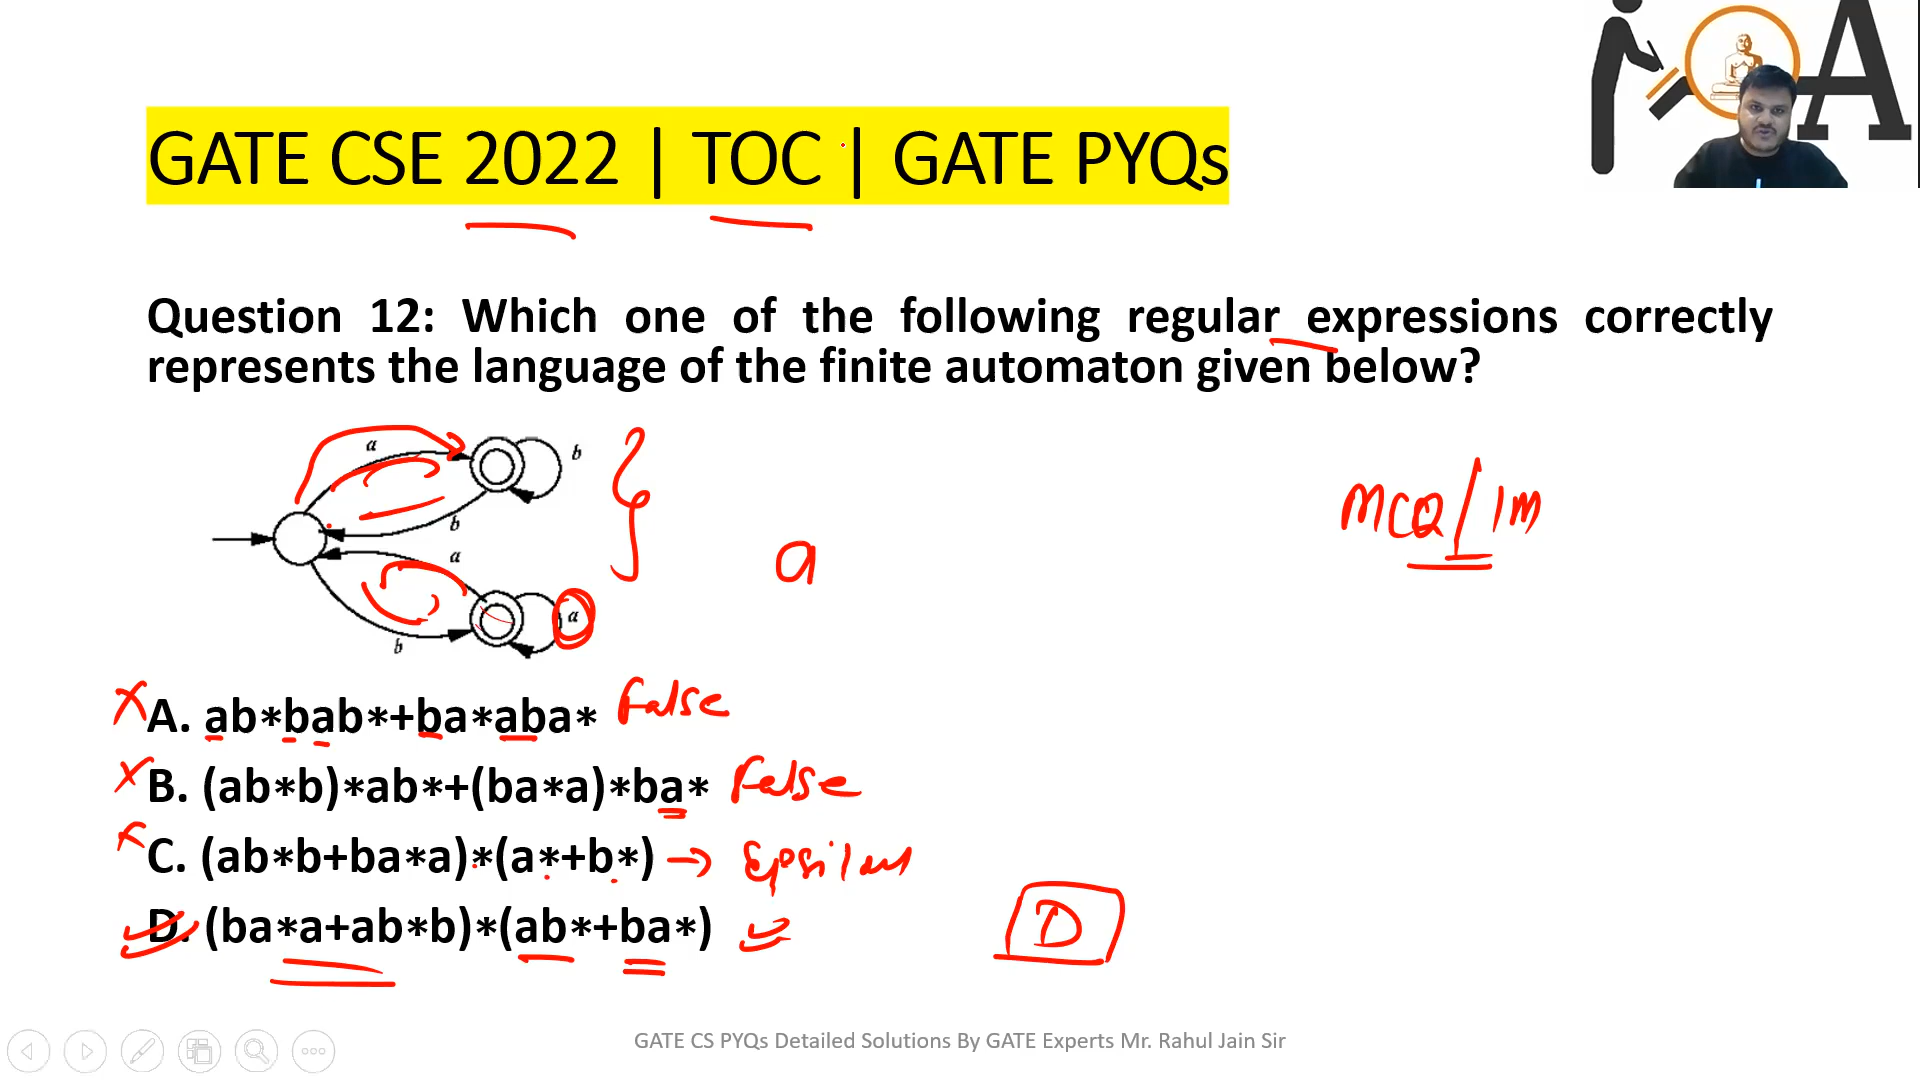 GATE CSE 2022 | TOC | GATE PYQs
A
Question 12: Which one of the following regular expressions correctly
represents the language of the finite automaton given below?
a
b
b
a
a
b
a
MCQ/1M
A. ab*bab*+ba*aba* False
B. (ab*b)*ab*+(ba*a)*ba* False
C. (ab*b+ba*a)*(a*+b*) → Epsilon
D. (ba*a+ab*b)*(ab*+ba*)
D
GATE CS PYQs Detailed Solutions By GATE Experts Mr. Rahul Jain Sir